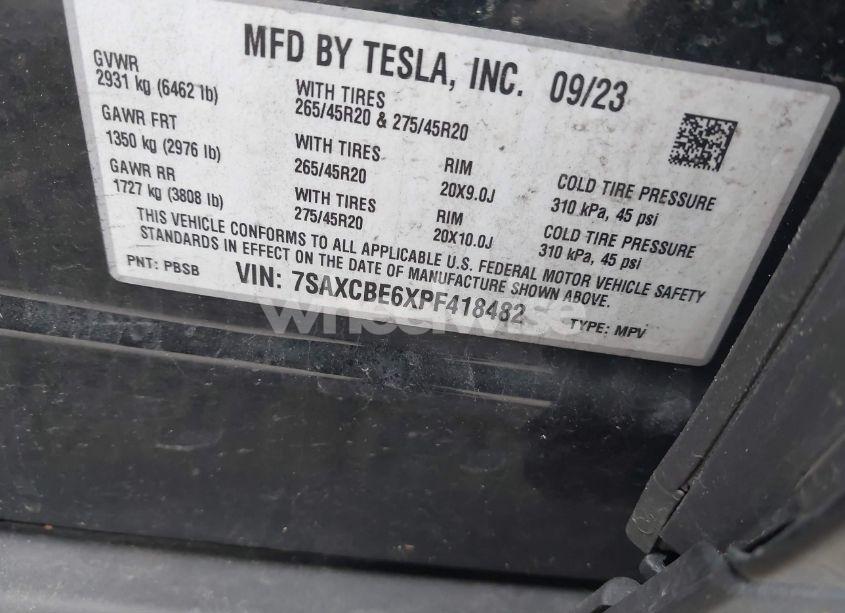 MFD BY TESLA, INC. 09/23
GVWR
2931 kg (6462 lb)
WITH TIRES
265/45R20 & 275/45R20
GAWR FRT
1350 kg (2976 lb)
WITH TIRES
265/45R20
RIM
20X9.0J
COLD TIRE PRESSURE
310 kPa, 45 psi
GAWR RR
1727 kg (3808 lb)
WITH TIRES
275/45R20
RIM
20X10.0J
COLD TIRE PRESSURE
310 kPa, 45 psi
THIS VEHICLE CONFORMS TO ALL APPLICABLE U.S. FEDERAL MOTOR VEHICLE SAFETY
STANDARDS IN EFFECT ON THE DATE OF MANUFACTURE SHOWN ABOVE.
PNT: PBSB
VIN: 7SAXCBE6XPF418482
TYPE: MPV
wheelwise